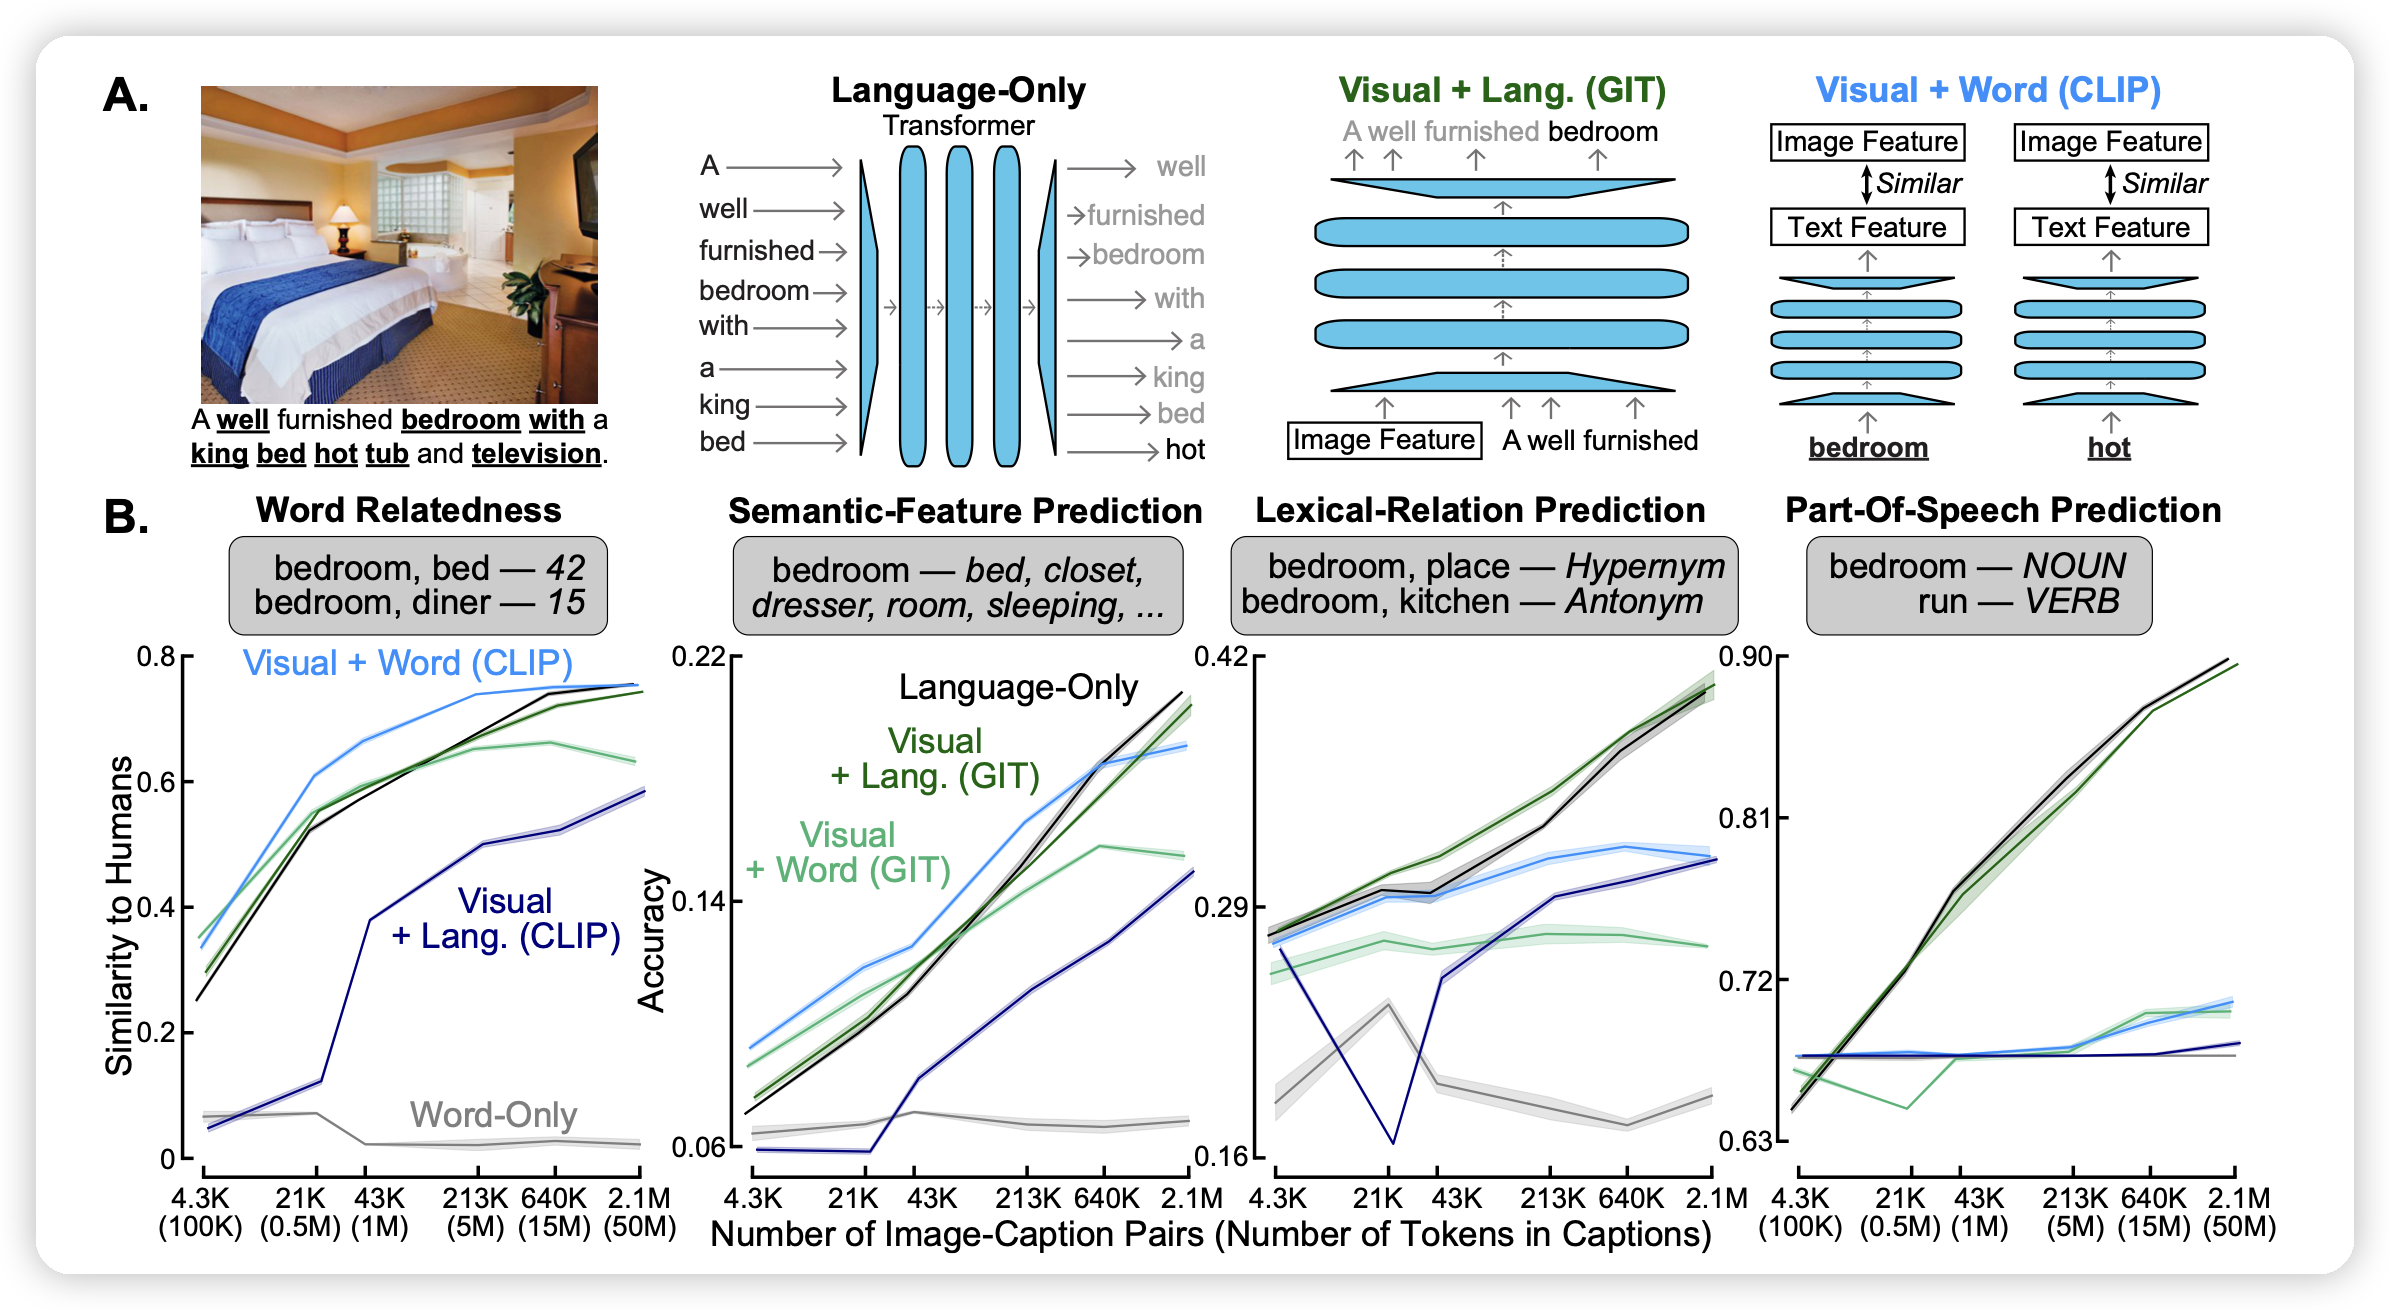 A.
A well furnished bedroom with a
king bed hot tub and television.
Language-Only
Transformer
A
well
furnished
bedroom
with
a
king
bed
well
furnished
bedroom
with
a
king
bed
hot
Visual + Lang. (GIT)
A well furnished bedroom
Image Feature
A well furnished
Visual + Word (CLIP)
Image Feature
Similar
Text Feature
bedroom
Image Feature
Similar
Text Feature
hot
B.
Word Relatedness
bedroom, bed — 42
bedroom, diner — 15
Similarity to Humans
0.8
0.6
0.4
0.2
0
Visual + Word (CLIP)
Visual
+ Lang. (CLIP)
Word-Only
4.3K 21K 43K 213K 640K 2.1M
(100K) (0.5M) (1M) (5M) (15M) (50M)
Semantic-Feature Prediction
bedroom — bed, closet,
dresser, room, sleeping, ...
Accuracy
0.22
0.14
0.06
Language-Only
Visual
+ Lang. (GIT)
Visual
+ Word (GIT)
4.3K 21K 43K 213K 640K 2.1M
Lexical-Relation Prediction
bedroom, place — Hypernym
bedroom, kitchen — Antonym
0.42
0.29
0.16
4.3K 21K 43K 213K 640K 2.1M
Part-Of-Speech Prediction
bedroom — NOUN
run — VERB
0.90
0.81
0.72
0.63
4.3K 21K 43K 213K 640K 2.1M
(100K) (0.5M) (1M) (5M) (15M) (50M)
Number of Image-Caption Pairs (Number of Tokens in Captions)